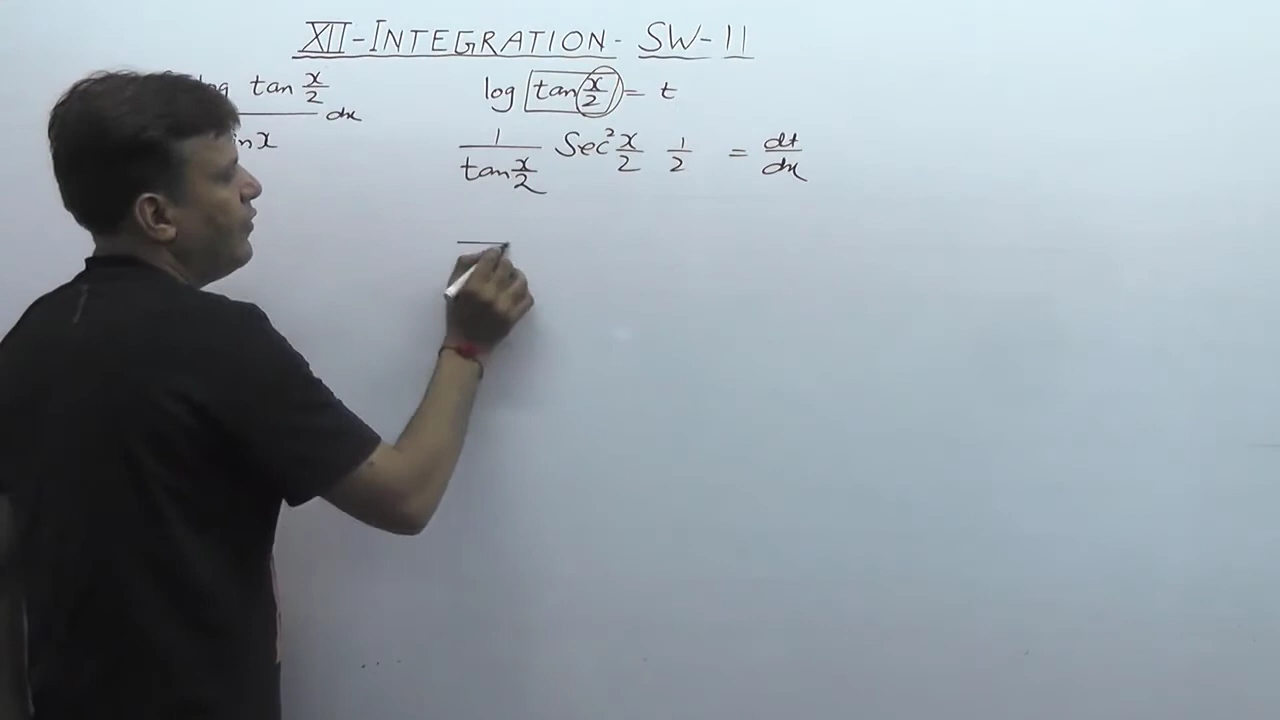 XII-INTEGRATION- SW-11
tan x/2 dx
x
log tan x/2 = t
1/tan x/2 Sec² x/2 1/2 = dt/dx